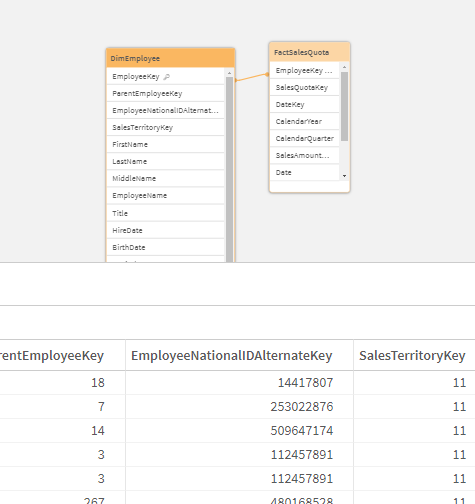 DimEmployee
EmployeeKey
ParentEmployeeKey
EmployeeNationalIDAlternat...
SalesTerritoryKey
FirstName
LastName
MiddleName
EmployeeName
Title
HireDate
BirthDate
FactSalesQuota
EmployeeKey ...
SalesQuotaKey
DateKey
CalendarYear
CalendarQuarter
SalesAmount...
Date
rentEmployeeKey EmployeeNationalIDAlternateKey SalesTerritoryKey
18 14417807 11
7 253022876 11
14 509647174 11
3 112457891 11
3 112457891 11
267 480168528 11